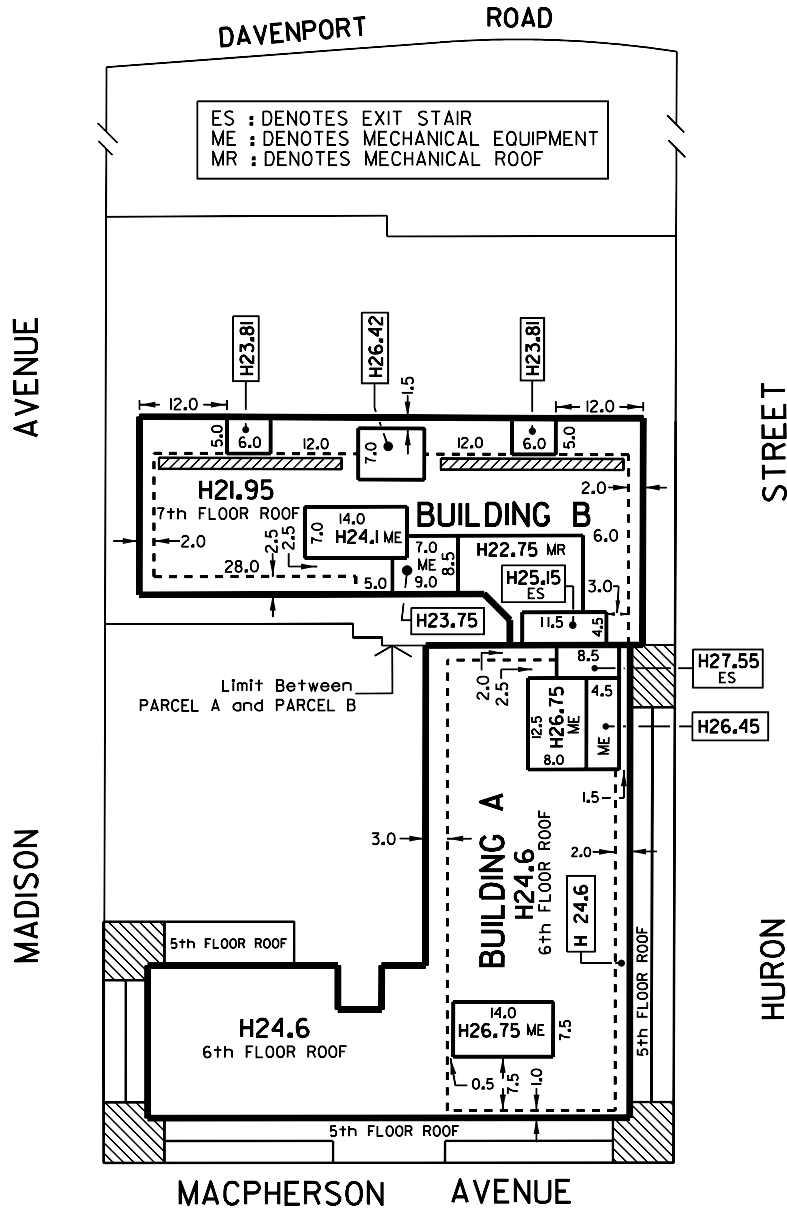 DAVENPORT ROAD
ES : DENOTES EXIT STAIR
ME : DENOTES MECHANICAL EQUIPMENT
MR : DENOTES MECHANICAL ROOF
MADISON AVENUE
HURON STREET
H23.81
H26.42
H23.81
1.5
12.0
12.0
5.0
6.0
12.0
7.0
12.0
6.0
5.0
H21.95
7th FLOOR ROOF
2.0
BUILDING B
14.0
7.0
H24.1 ME
2.5
2.5
2.0
28.0
5.0
7.0
ME
9.0
8.5
H22.75 MR
6.0
H25.15
ES
3.0
11.5
4.5
H23.75
Limit Between
PARCEL A and PARCEL B
2.0
2.5
8.5
H27.55
ES
12.5
H26.75
ME
8.0
4.5
ME
H26.45
1.5
3.0
2.0
BUILDING A
H24.6
6th FLOOR ROOF
H 24.6
5th FLOOR ROOF
5th FLOOR ROOF
H24.6
6th FLOOR ROOF
14.0
H26.75 ME
7.5
0.5
7.5
1.0
5th FLOOR ROOF
MACPHERSON AVENUE